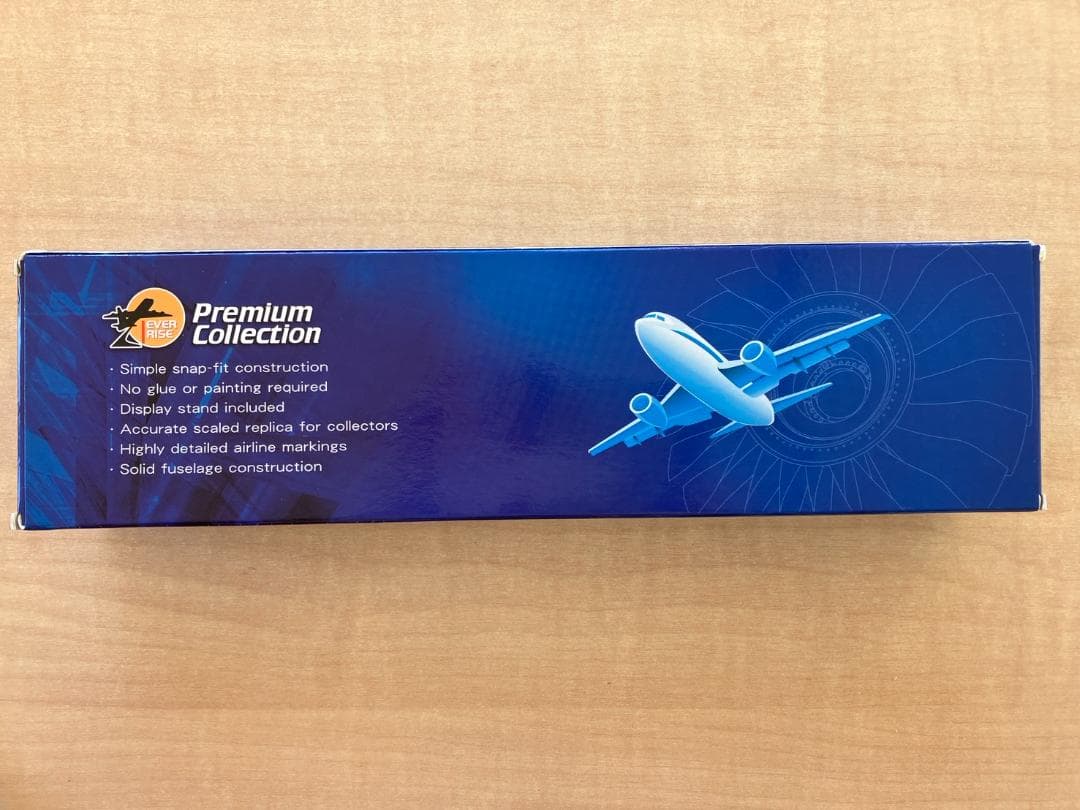 EVER
RISE
Premium
Collection
· Simple snap-fit construction
· No glue or painting required
· Display stand included
· Accurate scaled replica for collectors
· Highly detailed airline markings
· Solid fuselage construction